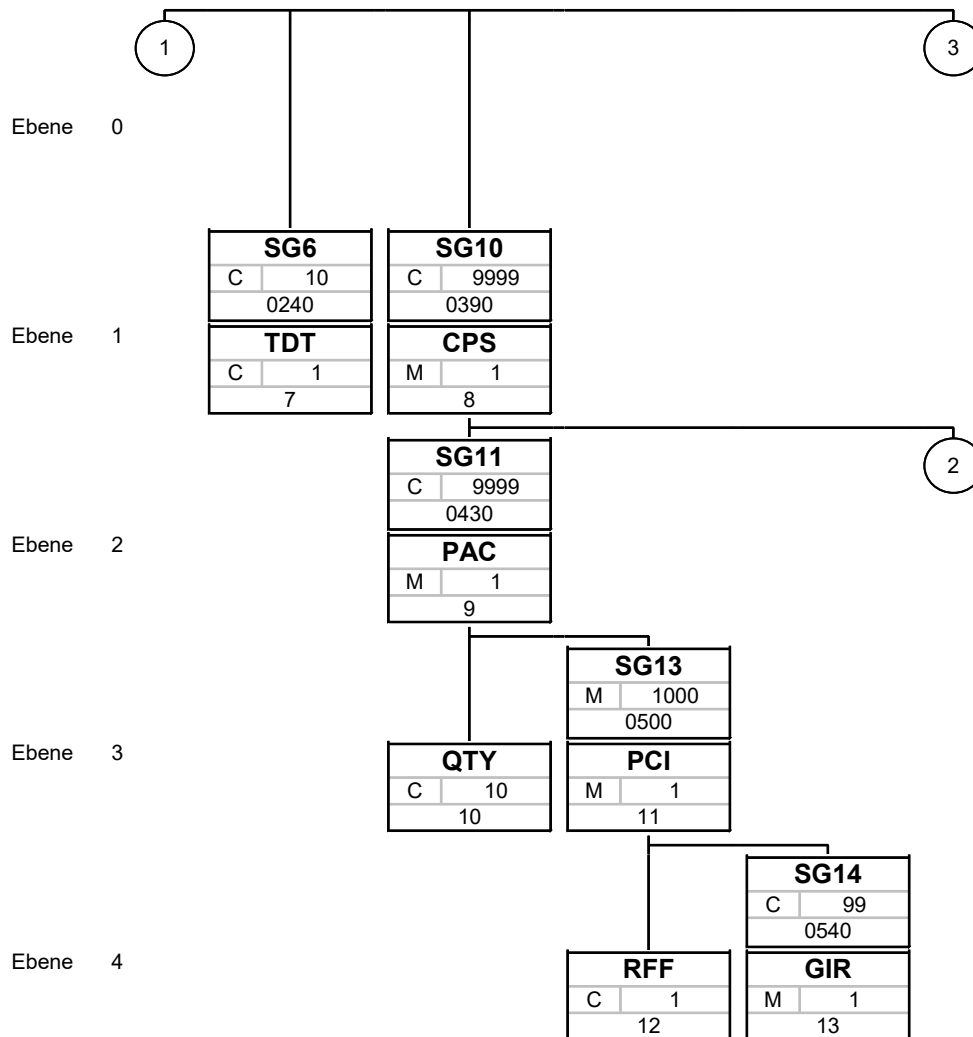 1
3
Ebene 0
SG6
C 10
0240
SG10
C 9999
0390
Ebene 1
TDT
C 1
7
CPS
M 1
8
SG11
C 9999
0430
2
Ebene 2
PAC
M 1
9
SG13
M 1000
0500
Ebene 3
QTY
C 10
10
PCI
M 1
11
SG14
C 99
0540
Ebene 4
RFF
C 1
12
GIR
M 1
13